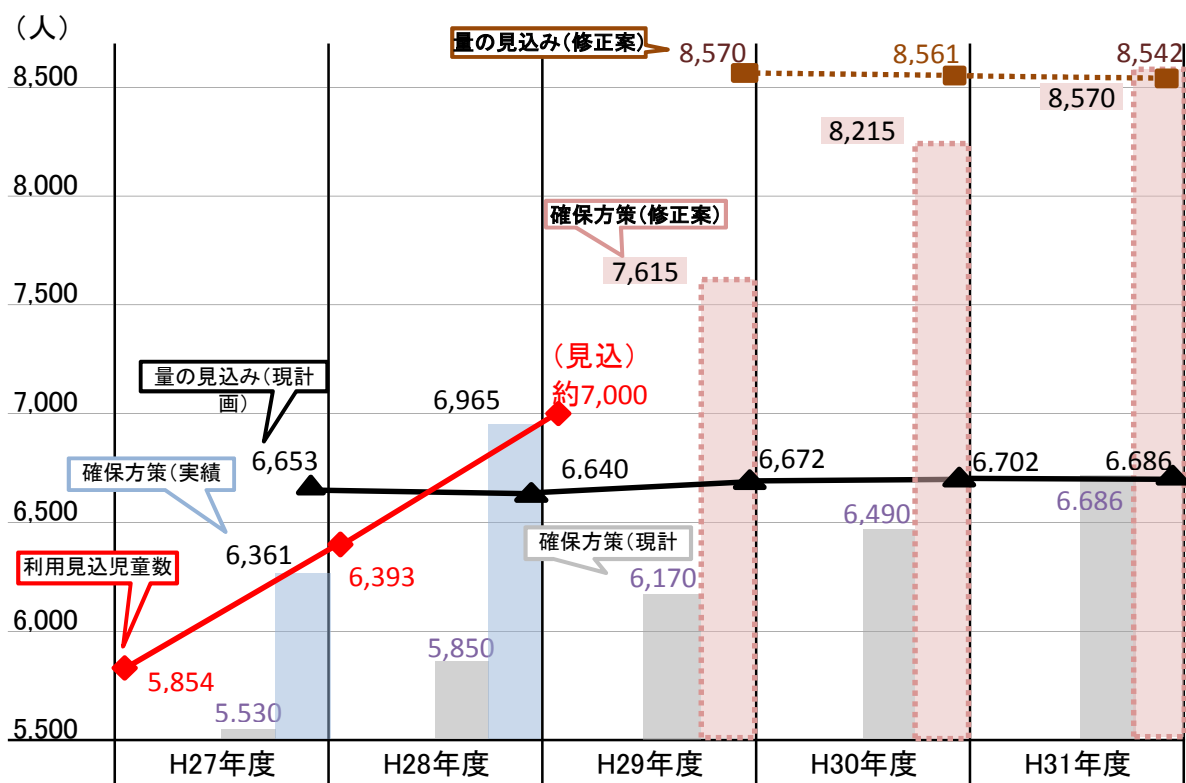 （人）
量の見込み（修正案）
8,570
8,561
8,542
8,500
8,570
8,215
8,000
確保方策（修正案）
7,615
7,500
（見込）
約7,000
量の見込み（現計
画）
7,000
6,965
6,653
6.640
6,672
6,702
6.686
確保方策（実績
6,500
6,490
6.686
6,361
確保方策（現計
利用見込児童数
6,393
6,170
6,000
5,850
5,854
5.530
5.500
H27年度
H28年度
H29年度
H30年度
H31年度